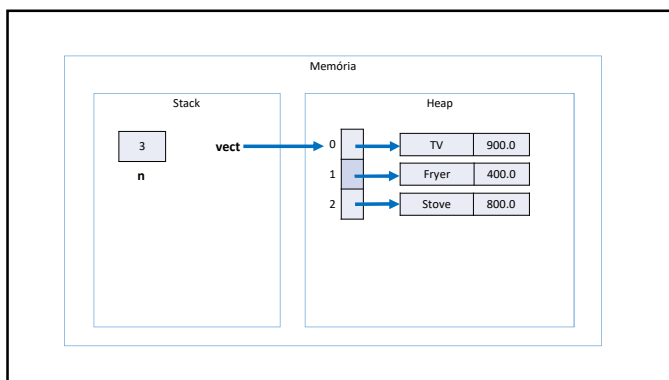 Memória
Stack
Heap
3
n
vect
0
TV 900.0
1
Fryer 400.0
2
Stove 800.0